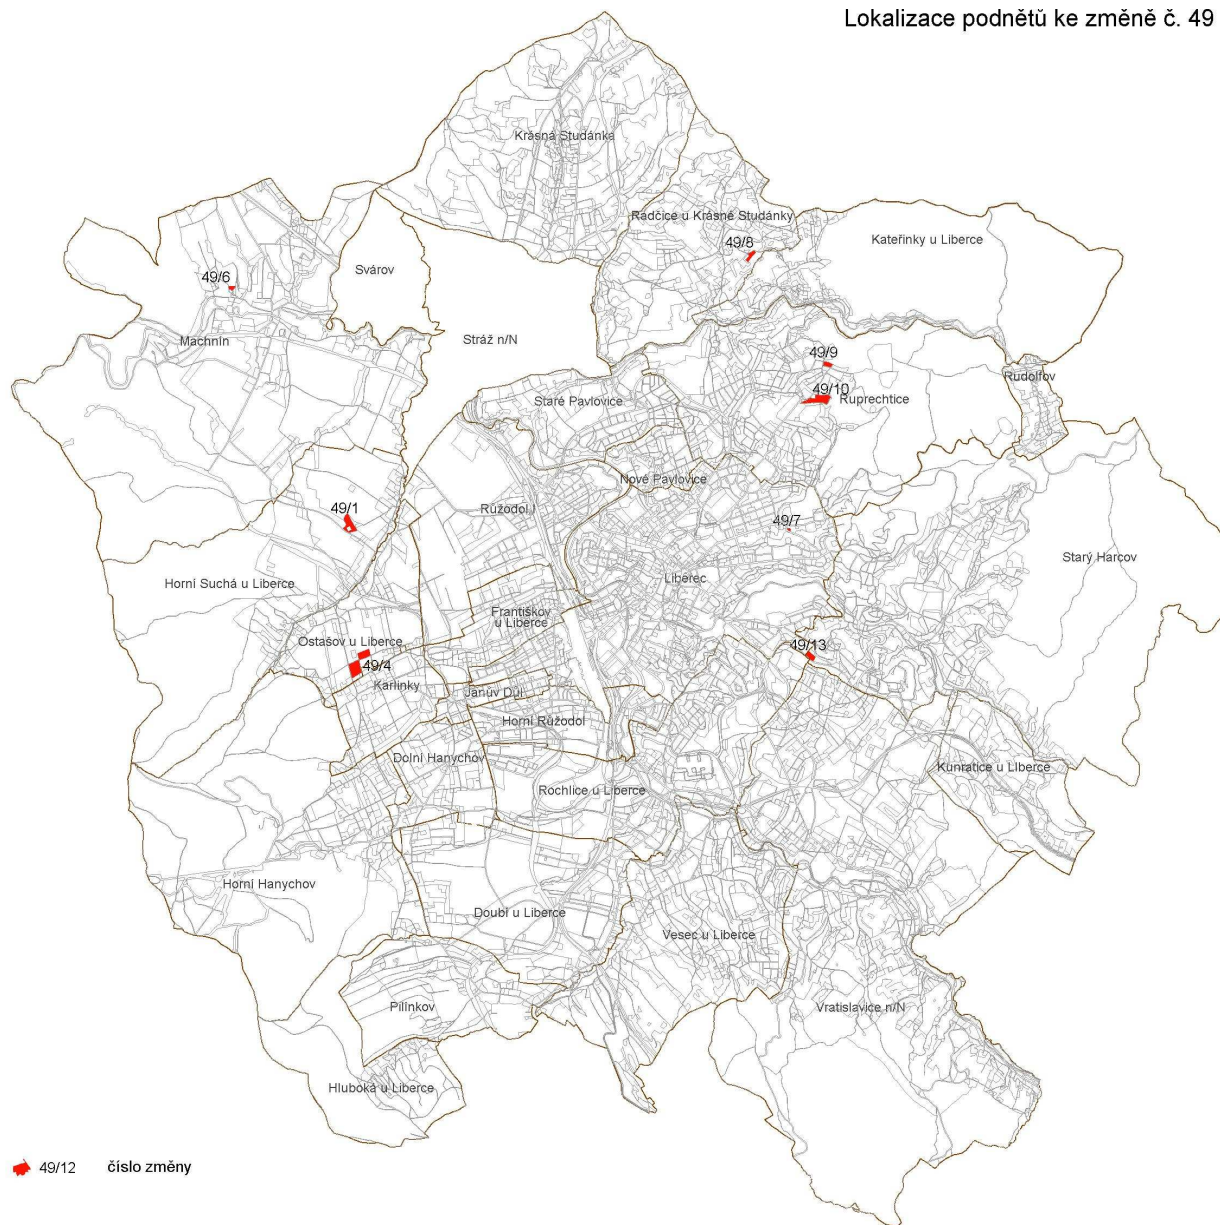 Lokalizace podnětů ke změně č. 49
Krásná Studánka
Radčice u Krásné Studánky
49/8
Kateřinky u Liberce
Svárov
49/6
Machnín
Stráž n/N
49/9
Rudolfov
49/10
Ruprechtice
Staré Pavlovice
Nové Pavlovice
49/1
Růžodol I
49/7
Starý Harcov
Horní Suchá u Liberce
Liberec
Františkov
u Liberce
Ostašov u Liberce
49/13
49/4
Karlinky
Janův Důl
Horní Růžodol
Dolní Hanychov
Kunratice u Liberce
Rochlice u Liberce
Horní Hanychov
Doubí u Liberce
Vesec u Liberce
Pilínkov
Vratislavice n/N
Hluboká u Liberce
49/12 číslo změny